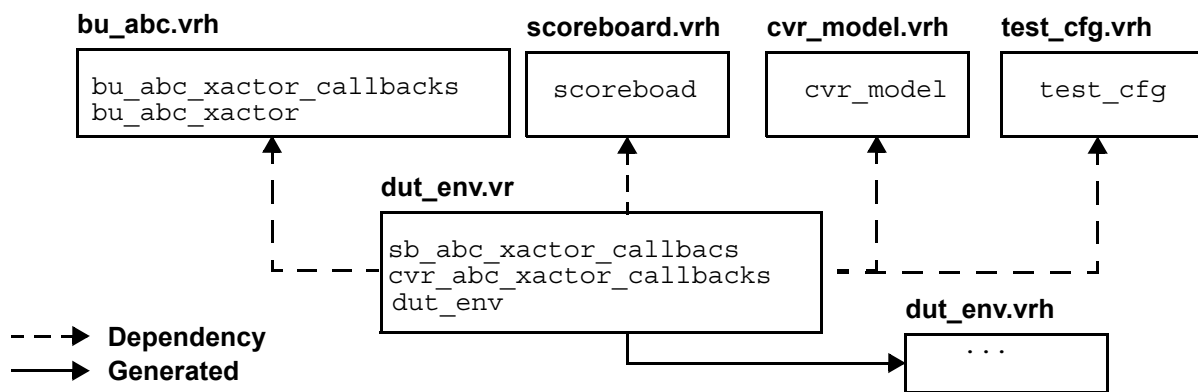 bu_abc.vrh
scoreboard.vrh
cvr_model.vrh
test_cfg.vrh
bu_abc_xactor_callbacks
bu_abc_xactor
scoreboad
cvr_model
test_cfg
dut_env.vr
sb_abc_xactor_callbacs
cvr_abc_xactor_callbacks
dut_env
dut_env.vrh
...
Dependency
Generated